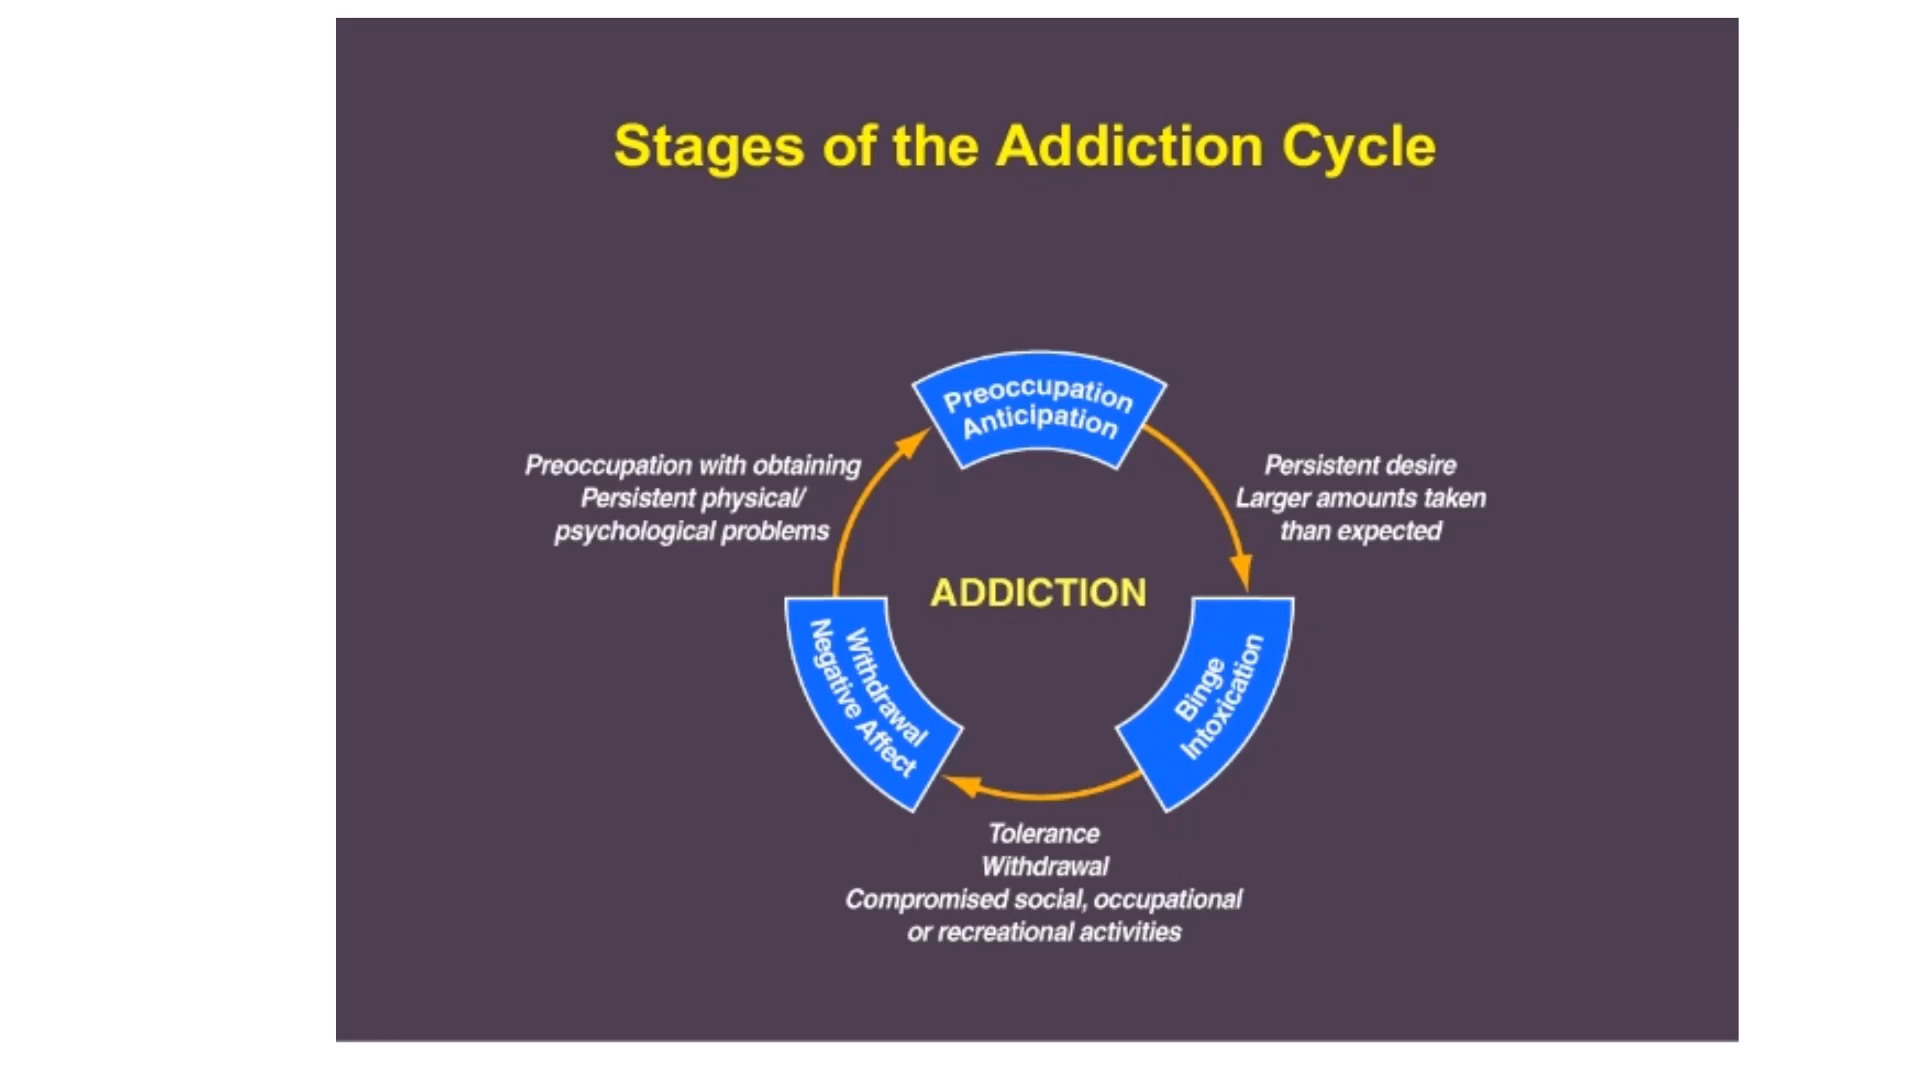 Stages of the Addiction Cycle
Preoccupation
Anticipation
Preoccupation with obtaining
Persistent physical/
psychological problems
Persistent desire
Larger amounts taken
than expected
ADDICTION
Withdrawal
Negative Affect
Binge
Intoxication
Tolerance
Withdrawal
Compromised social, occupational
or recreational activities